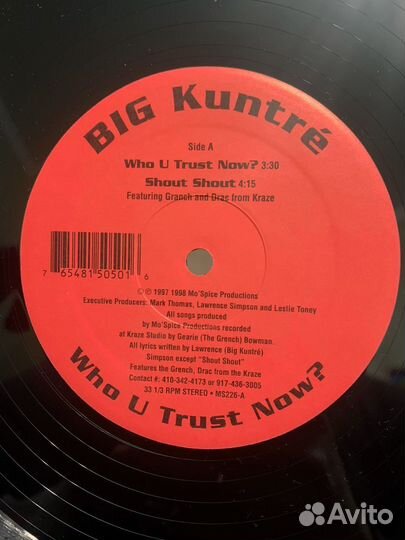 BIG Kuntré
Side A
Who U Trust Now? 3:30
Shout Shout 4:15
Featuring Granch and Drac from Kraze
7 65481 50501 6
© ℗ 1997 1998 Mo'Spice Productions
Executive Producers: Mark Thomas, Lawrence Simpson and Leslie Toney
All songs produced
by Mo'Spice Productions recorded
at Kraze Studio by Gearie (The Grench) Bowman.
All lyrics written by Lawrence (Big Kuntré)
Simpson except "Shout Shout"
Features the Grench, Drac from the Kraze
Contact #: 410-342-4173 or 917-436-3005
33 1/3 RPM STEREO • MS226-A
Who U Trust Now?
Avito